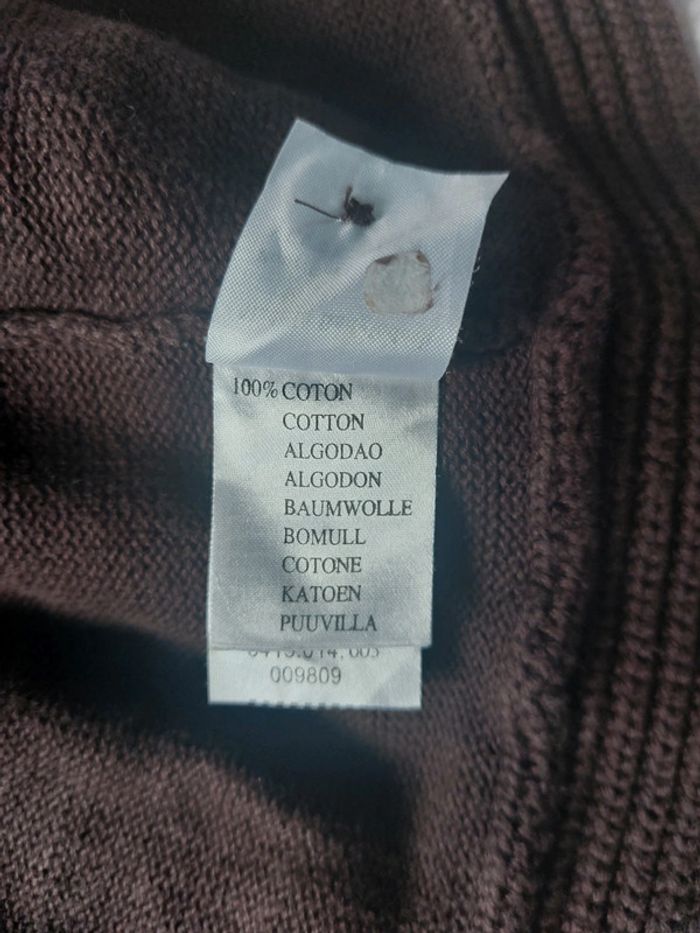 100% COTON
COTTON
ALGODAO
ALGODON
BAUMWOLLE
BOMULL
COTONE
KATOEN
PUUVILLA
009809